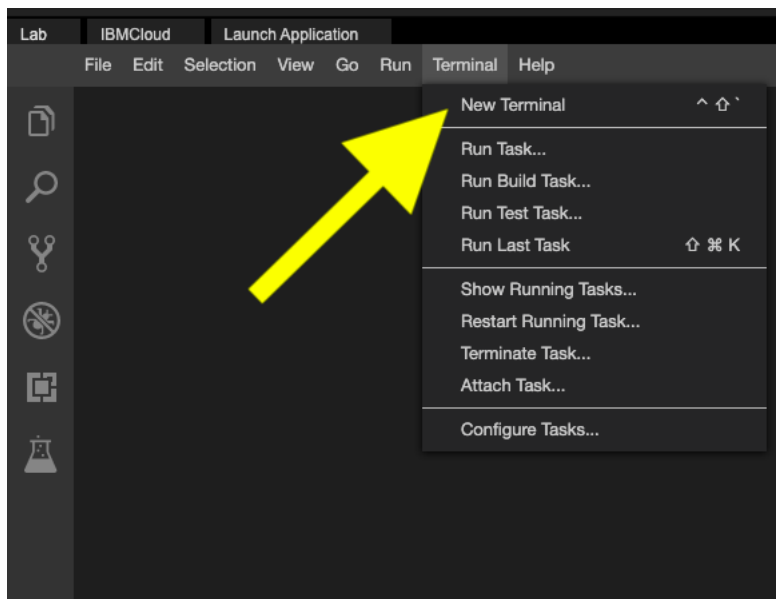 Lab IBMCloud Launch Application
File Edit Selection View Go Run Terminal Help
New Terminal ^ ⇧ `
Run Task...
Run Build Task...
Run Test Task...
Run Last Task ⇧ ⌘ K
Show Running Tasks...
Restart Running Task...
Terminate Task...
Attach Task...
Configure Tasks...